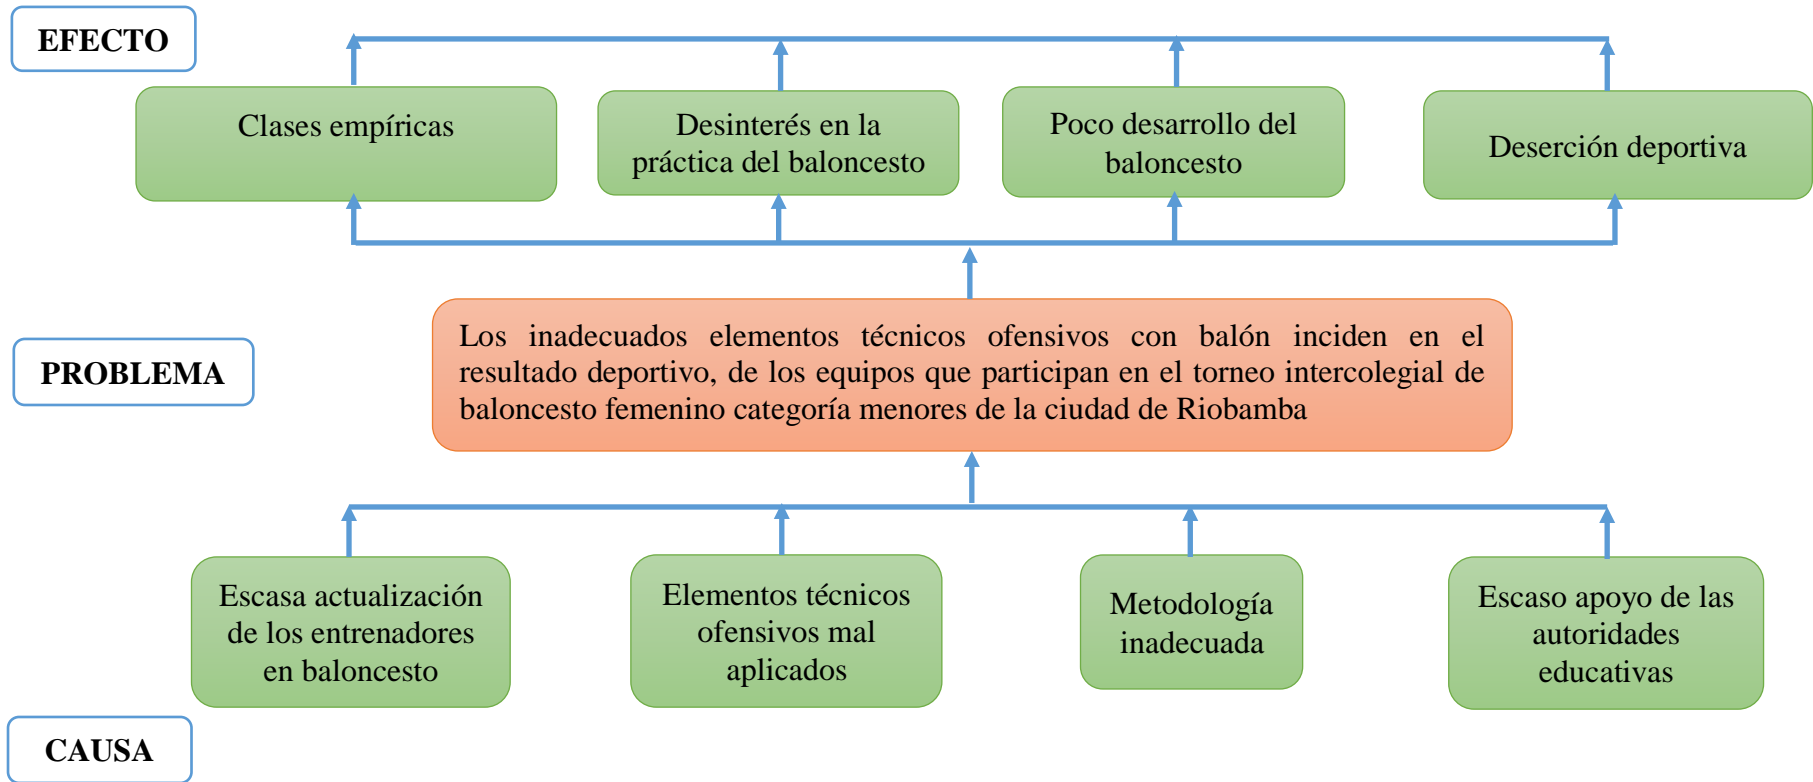 EFECTO
Clases empíricas
Desinterés en la
práctica del baloncesto
Poco desarrollo del
baloncesto
Deserción deportiva
PROBLEMA
Los inadecuados elementos técnicos ofensivos con balón inciden en el
resultado deportivo, de los equipos que participan en el torneo intercolegial de
baloncesto femenino categoría menores de la ciudad de Riobamba
Escasa actualización
de los entrenadores
en baloncesto
Elementos técnicos
ofensivos mal
aplicados
Metodología
inadecuada
Escaso apoyo de las
autoridades
educativas
CAUSA